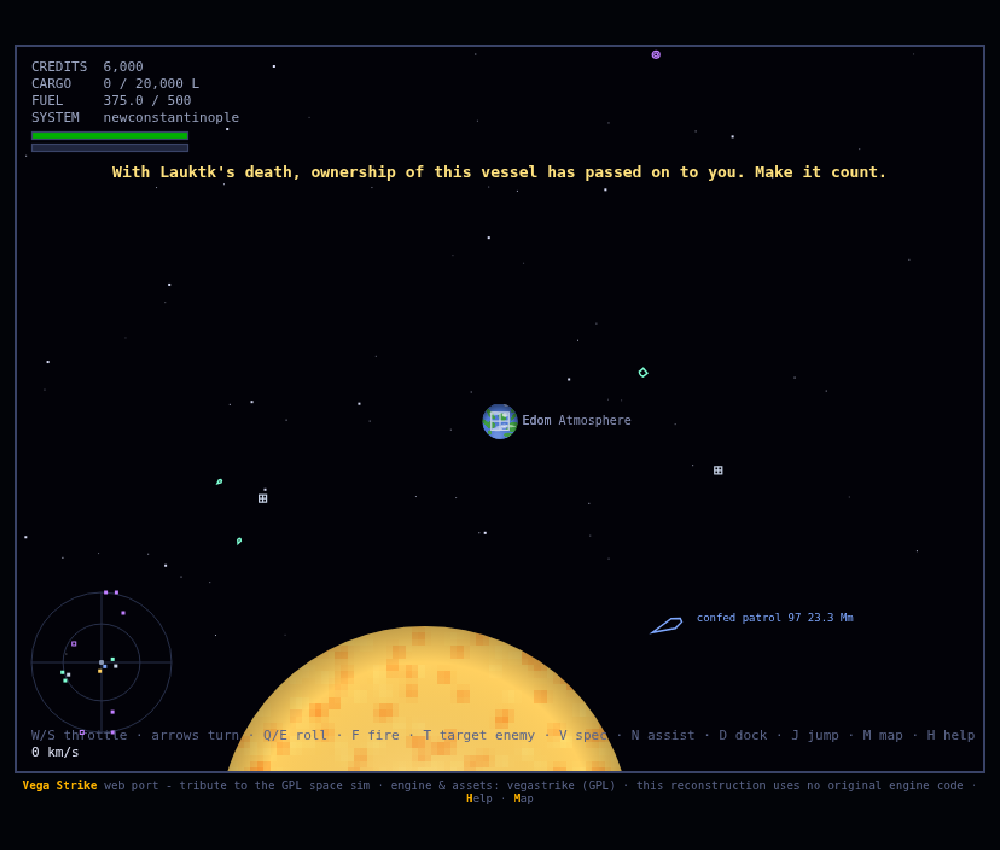 CREDITS 6,000
CARGO 0 / 20,000 L
FUEL 375.0 / 500
SYSTEM newconstantinople
With Lauktk's death, ownership of this vessel has passed on to you. Make it count.
Edom Atmosphere
confed patrol 97 23.3 Mm
W/S throttle · arrows turn · Q/E roll · F fire · T target enemy · V spec · N assist · D dock · J jump · M map · H help
0 km/s
Vega Strike web port - tribute to the GPL space sim · engine & assets: vegastrike (GPL) · this reconstruction uses no original engine code ·
Help · Map